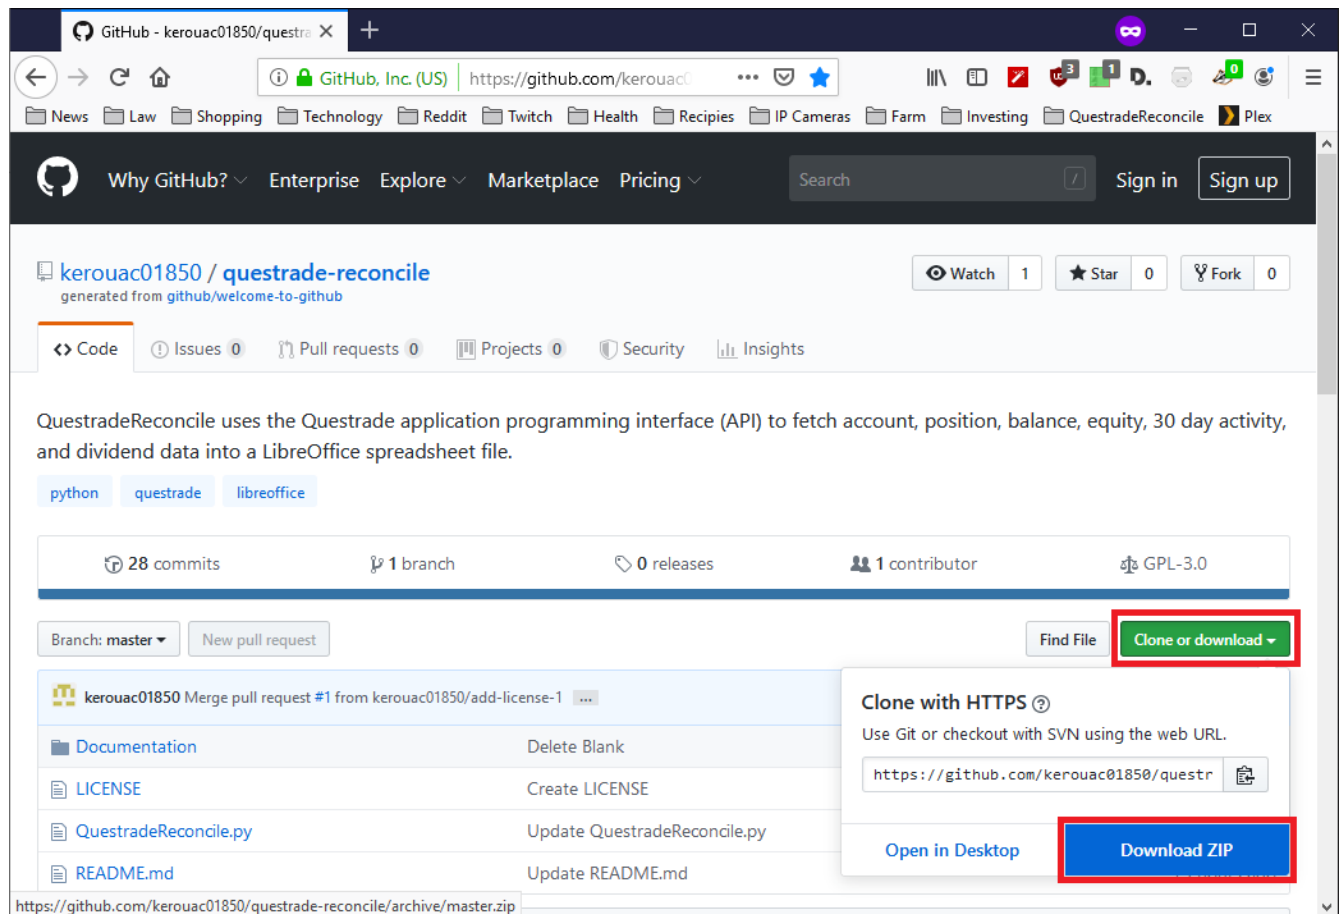 GitHub - kerouac01850/questra
GitHub, Inc. (US) https://github.com/kerouac0
3 1 D. 0
News Law Shopping Technology Reddit Twitch Health Recipies IP Cameras Farm Investing QuestradeReconcile Plex
Why GitHub? Enterprise Explore Marketplace Pricing Search / Sign in Sign up
kerouac01850 / questrade-reconcile Watch 1 Star 0 Fork 0
generated from github/welcome-to-github
Code Issues 0 Pull requests 0 Projects 0 Security Insights
QuestradeReconcile uses the Questrade application programming interface (API) to fetch account, position, balance, equity, 30 day activity,
and dividend data into a LibreOffice spreadsheet file.
python questrade libreoffice
28 commits 1 branch 0 releases 1 contributor GPL-3.0
Branch: master New pull request Find File Clone or download
kerouac01850 Merge pull request #1 from kerouac01850/add-license-1 ...
Clone with HTTPS
Use Git or checkout with SVN using the web URL.
https://github.com/kerouac01850/questr
Open in Desktop Download ZIP
Documentation Delete Blank
LICENSE Create LICENSE
QuestradeReconcile.py Update QuestradeReconcile.py
README.md Update README.md
https://github.com/kerouac01850/questrade-reconcile/archive/master.zip